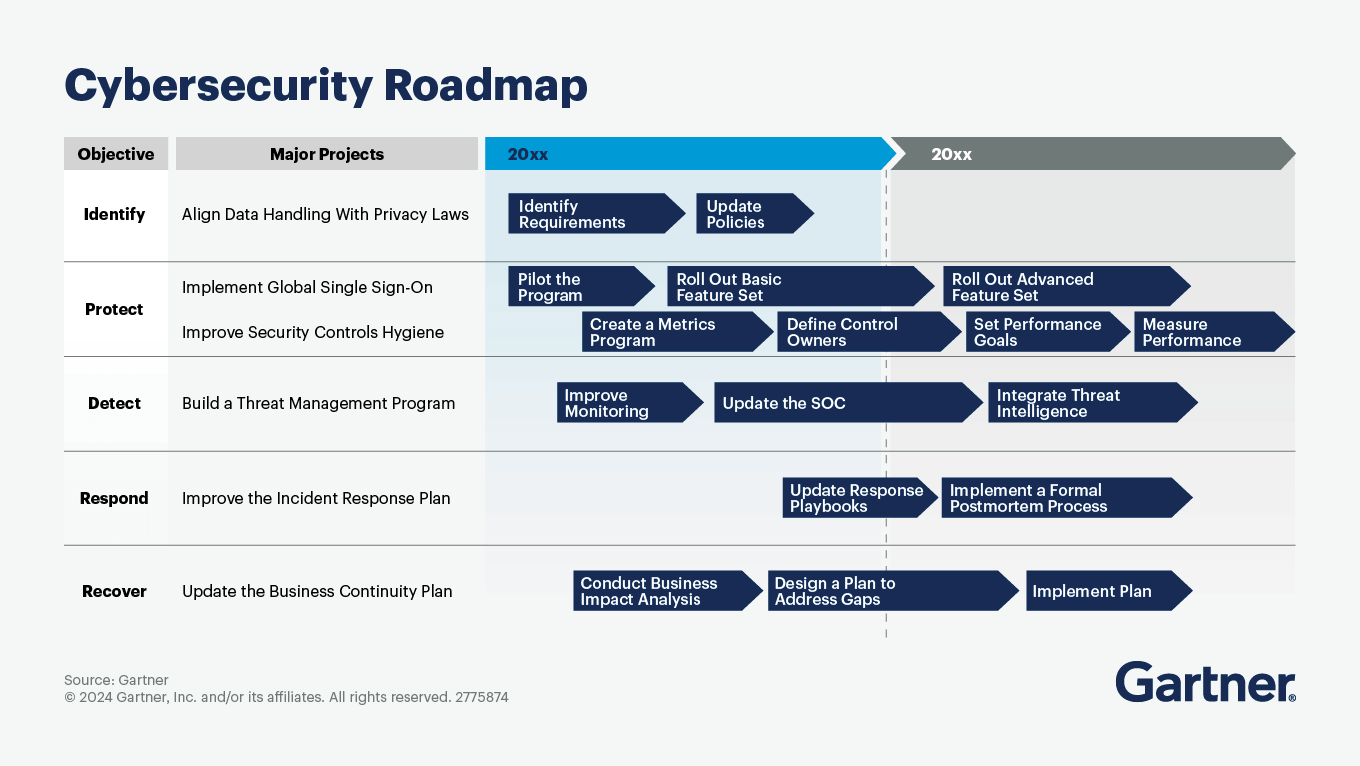 Cybersecurity Roadmap
Objective
Major Projects
20xx
20xx
Identify
Align Data Handling With Privacy Laws
Identify
Requirements
Update
Policies
Protect
Implement Global Single Sign-On
Pilot the
Program
Roll Out Basic
Feature Set
Roll Out Advanced
Feature Set
Improve Security Controls Hygiene
Create a Metrics
Program
Define Control
Owners
Set Performance
Goals
Measure
Performance
Detect
Build a Threat Management Program
Improve
Monitoring
Update the SOC
Integrate Threat
Intelligence
Respond
Improve the Incident Response Plan
Update Response
Playbooks
Implement a Formal
Postmortem Process
Recover
Update the Business Continuity Plan
Conduct Business
Impact Analysis
Design a Plan to
Address Gaps
Implement Plan
Source: Gartner
© 2024 Gartner, Inc. and/or its affiliates. All rights reserved. 2775874
Gartner®